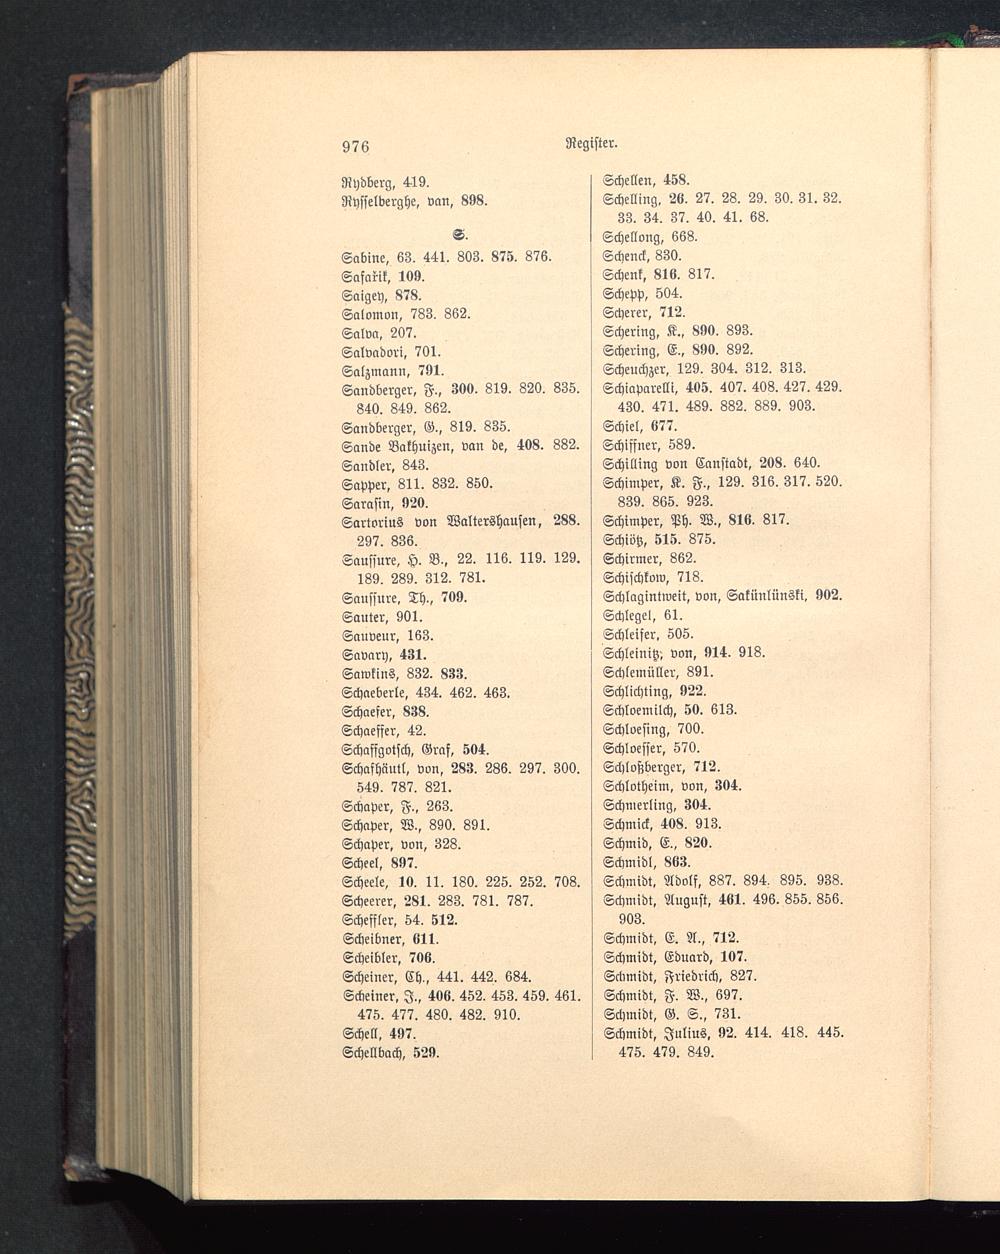 976
Register.
Rydberg, 419.
Rysselberghe, van, 898.
S.
Sabine, 63. 441. 803. 875. 876.
Safařik, 109.
Saigey, 878.
Salomon, 783. 862.
Salva, 207.
Salvadori, 701.
Salzmann, 791.
Sandberger, F., 300. 819. 820. 835.
840. 849. 862.
Sandberger, G., 819. 835.
Sande Bakhuizen, van de, 408. 882.
Sandler, 843.
Sapper, 811. 832. 850.
Sarasin, 920.
Sartorius von Waltershausen, 288.
297. 836.
Saussure, H. B., 22. 116. 119. 129.
189. 289. 312. 781.
Saussure, Th., 709.
Sauter, 901.
Sauveur, 163.
Savary, 431.
Sawkins, 832. 833.
Schaeberle, 434. 462. 463.
Schaefer, 838.
Schaeffer, 42.
Schaffgotsch, Graf, 504.
Schafhäutl, von, 283. 286. 297. 300.
549. 787. 821.
Schaper, F., 263.
Schaper, W., 890. 891.
Schaper, von, 328.
Scheel, 897.
Scheele, 10. 11. 180. 225. 252. 708.
Scheerer, 281. 283. 781. 787.
Scheffler, 54. 512.
Scheibner, 611.
Scheibler, 706.
Scheiner, Ch., 441. 442. 684.
Scheiner, J., 406. 452. 453. 459. 461.
475. 477. 480. 482. 910.
Schell, 497.
Schellbach, 529.
Schellen, 458.
Schelling, 26. 27. 28. 29. 30. 31. 32.
33. 34. 37. 40. 41. 68.
Schellong, 668.
Schenck, 830.
Schenk, 816. 817.
Schepp, 504.
Scherer, 712.
Schering, K., 890. 893.
Schering, E., 890. 892.
Scheuchzer, 129. 304. 312. 313.
Schiaparelli, 405. 407. 408. 427. 429.
430. 471. 489. 882. 889. 903.
Schiel, 677.
Schiffner, 589.
Schilling von Canstadt, 208. 640.
Schimper, K. F., 129. 316. 317. 520.
839. 865. 923.
Schimper, Ph. W., 816. 817.
Schiötz, 515. 875.
Schirmer, 862.
Schischkow, 718.
Schlagintweit, von, Sakünlünski, 902.
Schlegel, 61.
Schleifer, 505.
Schleinitz, von, 914. 918.
Schlemüller, 891.
Schlichting, 922.
Schloemilch, 50. 613.
Schloesing, 700.
Schloesser, 570.
Schloßberger, 712.
Schlotheim, von, 304.
Schmerling, 304.
Schmick, 408. 913.
Schmid, E., 820.
Schmidl, 863.
Schmidt, Adolf, 887. 894. 895. 938.
Schmidt, August, 461. 496. 855. 856.
903.
Schmidt, E. A., 712.
Schmidt, Eduard, 107.
Schmidt, Friedrich, 827.
Schmidt, F. W., 697.
Schmidt, G. S., 731.
Schmidt, Julius, 92. 414. 418. 445.
475. 479. 849.